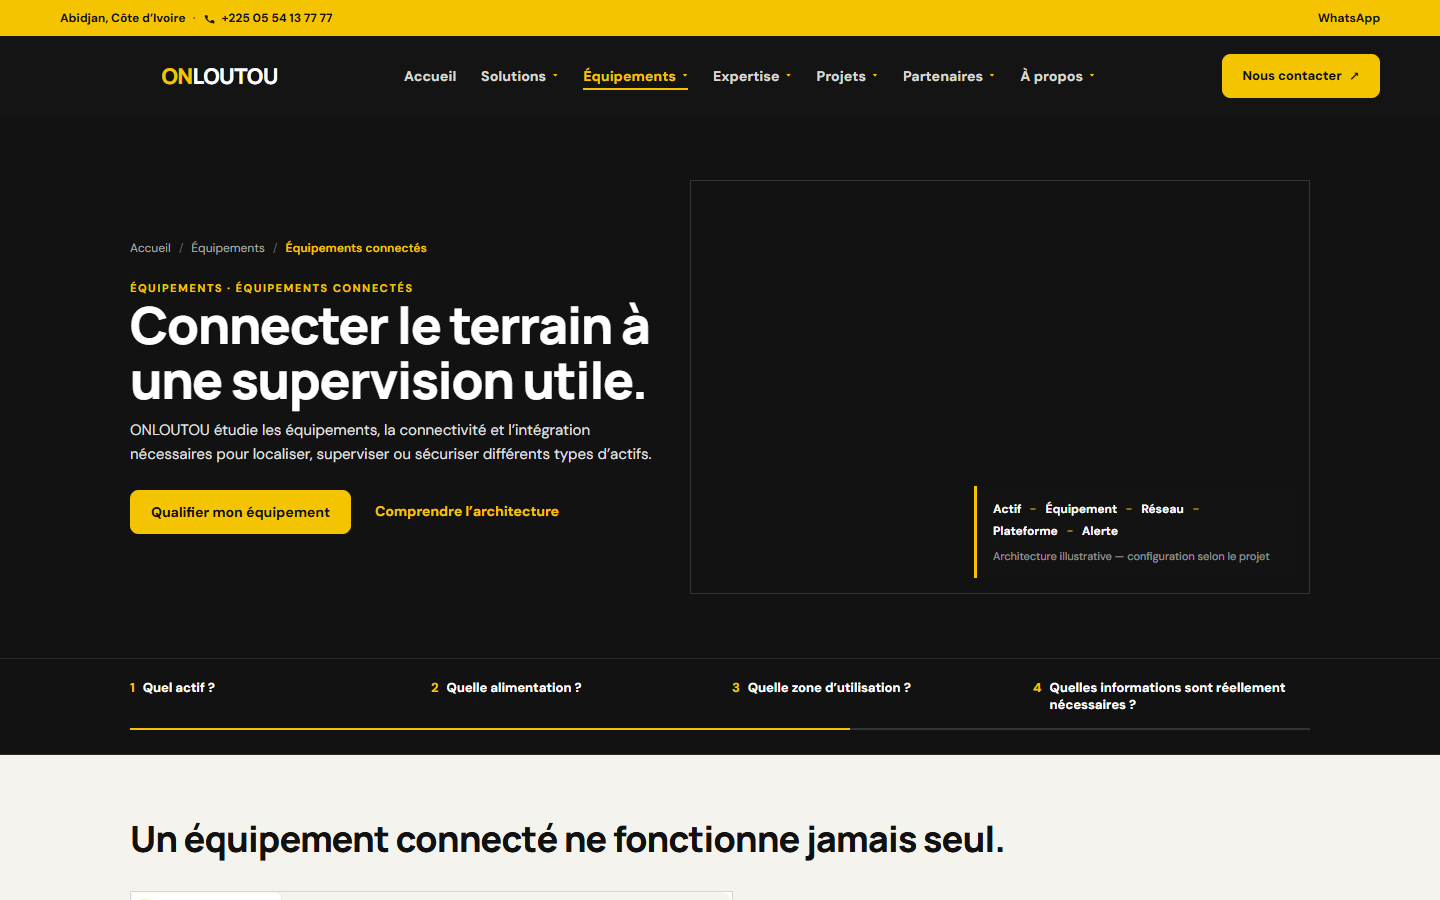 Abidjan, Côte d’Ivoire · +225 05 54 13 77 77
WhatsApp
ONLOUTOU
Accueil
Solutions
Équipements
Expertise
Projets
Partenaires
À propos
Nous contacter ↗
Accueil / Équipements / Équipements connectés
ÉQUIPEMENTS · ÉQUIPEMENTS CONNECTÉS
Connecter le terrain à
une supervision utile.
ONLOUTOU étudie les équipements, la connectivité et l’intégration
nécessaires pour localiser, superviser ou sécuriser différents types d’actifs.
Qualifier mon équipement
Comprendre l’architecture
Actif – Équipement – Réseau –
Plateforme – Alerte
Architecture illustrative — configuration selon le projet
1 Quel actif ?
2 Quelle alimentation ?
3 Quelle zone d’utilisation ?
4 Quelles informations sont réellement
nécessaires ?
Un équipement connecté ne fonctionne jamais seul.